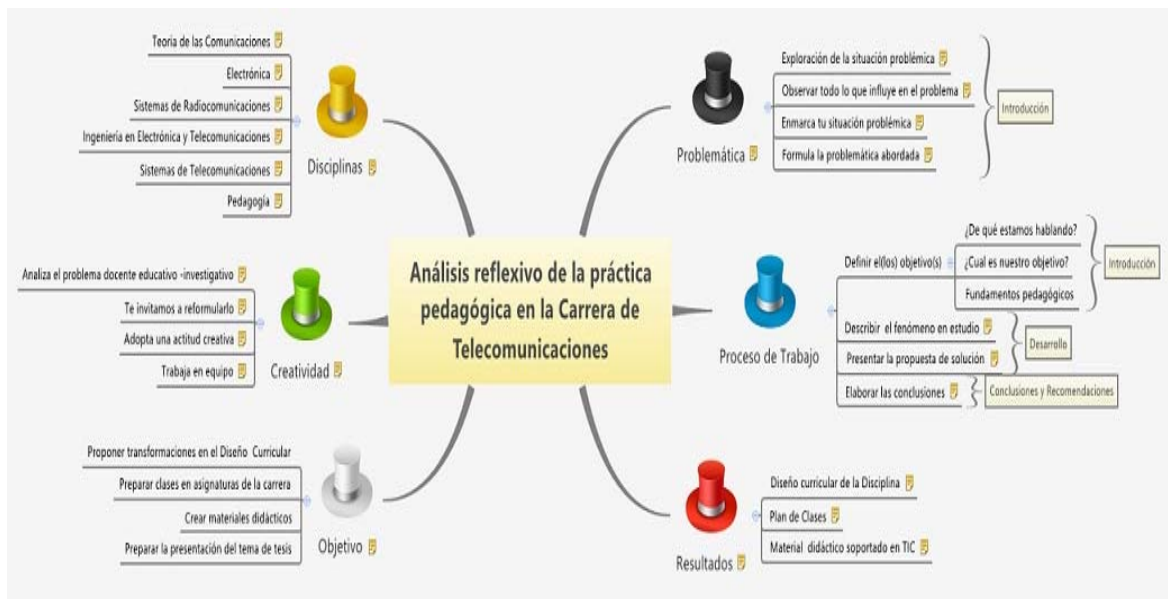 Análisis reflexivo de la práctica
pedagógica en la Carrera de
Telecomunicaciones
Disciplinas
Teoria de las Comunicaciones
Electrónica
Sistemas de Radiocomunicaciones
Ingeniería en Electrónica y Telecomunicaciones
Sistemas de Telecomunicaciones
Pedagogía
Creatividad
Analiza el problema docente educativo -investigativo
Te invitamos a reformularlo
Adopta una actitud creativa
Trabaja en equipo
Objetivo
Proponer transformaciones en el Diseño Curricular
Preparar clases en asignaturas de la carrera
Crear materiales didácticos
Preparar la presentación del tema de tesis
Problemática
Exploración de la situación problémica
Observar todo lo que influye en el problema
Enmarca tu situación problémica
Formula la problemática abordada
Introducción
Proceso de Trabajo
Definir el(los) objetivo(s)
¿De qué estamos hablando?
¿Cual es nuestro objetivo?
Fundamentos pedagógicos
Introducción
Describir el fenómeno en estudio
Presentar la propuesta de solución
Desarrollo
Elaborar las conclusiones
Conclusiones y Recomendaciones
Resultados
Diseño curricular de la Disciplina
Plan de Clases
Material didáctico soportado en TIC